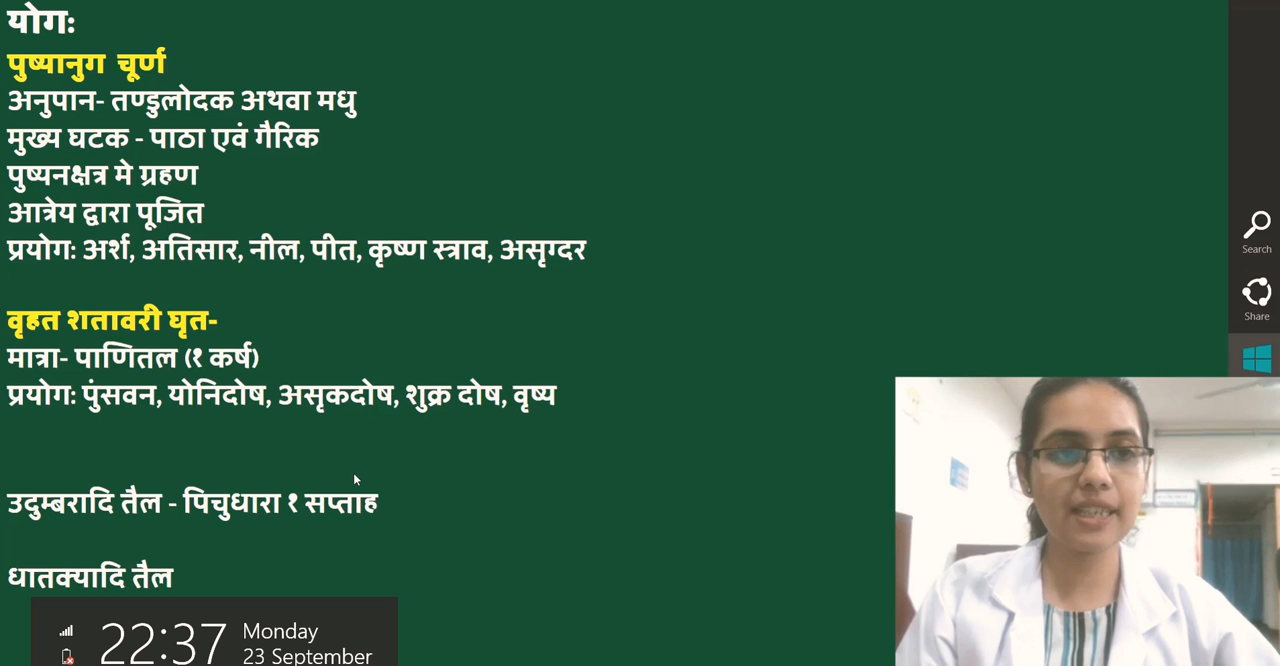 योग:
पुष्यानुग चूर्ण
अनुपान- तण्डुलोदक अथवा मधु
मुख्य घटक - पाठा एवं गैरिक
पुष्यनक्षत्र मे ग्रहण
आत्रेय द्वारा पूजित
प्रयोग: अर्श, अतिसार, नील, पीत, कृष्ण स्त्राव, असृग्दर
वृहत शतावरी घृत-
मात्रा- पाणितल (१ कर्ष)
प्रयोग: पुंसवन, योनिदोष, असृकदोष, शुक्र दोष, वृष्य
उदुम्बरादि तैल - पिचुधारा १ सप्ताह
धातक्यादि तैल
22:37
Monday
23 September
Search
Share